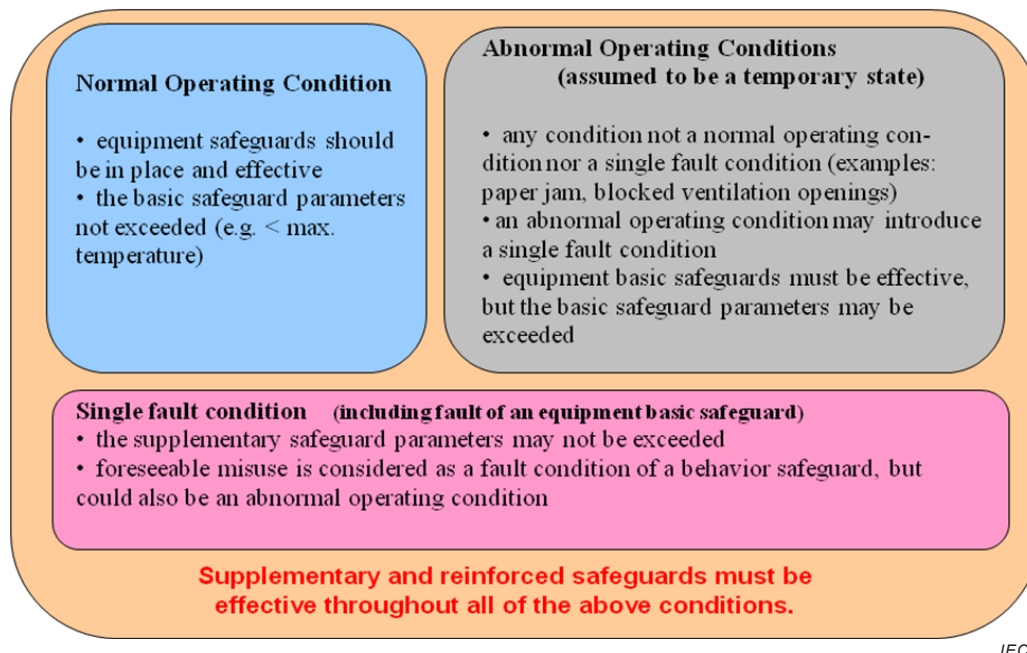 Normal Operating Condition
• equipment safeguards should
be in place and effective
• the basic safeguard parameters
not exceeded (e.g. < max.
temperature)
Abnormal Operating Conditions
(assumed to be a temporary state)
• any condition not a normal operating con-
dition nor a single fault condition (examples:
paper jam, blocked ventilation openings)
• an abnormal operating condition may introduce
a single fault condition
• equipment basic safeguards must be effective,
but the basic safeguard parameters may be
exceeded
Single fault condition (including fault of an equipment basic safeguard)
• the supplementary safeguard parameters may not be exceeded
• foreseeable misuse is considered as a fault condition of a behavior safeguard, but
could also be an abnormal operating condition
Supplementary and reinforced safeguards must be
effective throughout all of the above conditions.
IEC